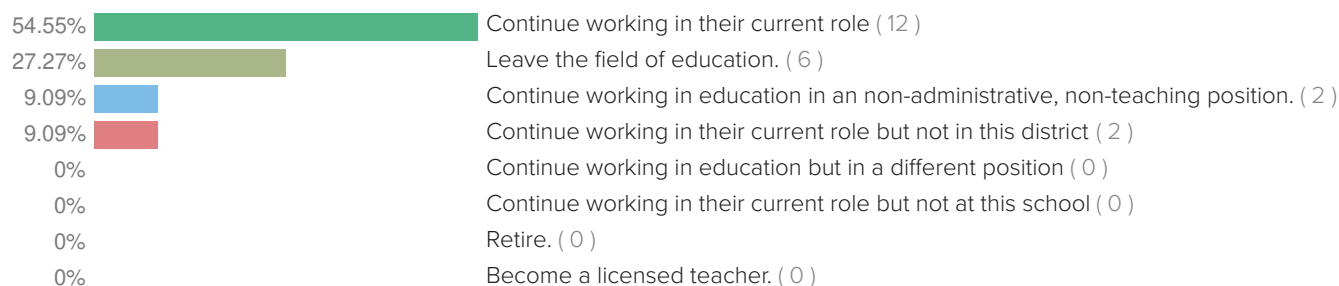 54.55% Continue working in their current role ( 12 )
27.27% Leave the field of education. ( 6 )
9.09% Continue working in education in an non-administrative, non-teaching position. ( 2 )
9.09% Continue working in their current role but not in this district ( 2 )
0% Continue working in education but in a different position ( 0 )
0% Continue working in their current role but not at this school ( 0 )
0% Retire. ( 0 )
0% Become a licensed teacher. ( 0 )